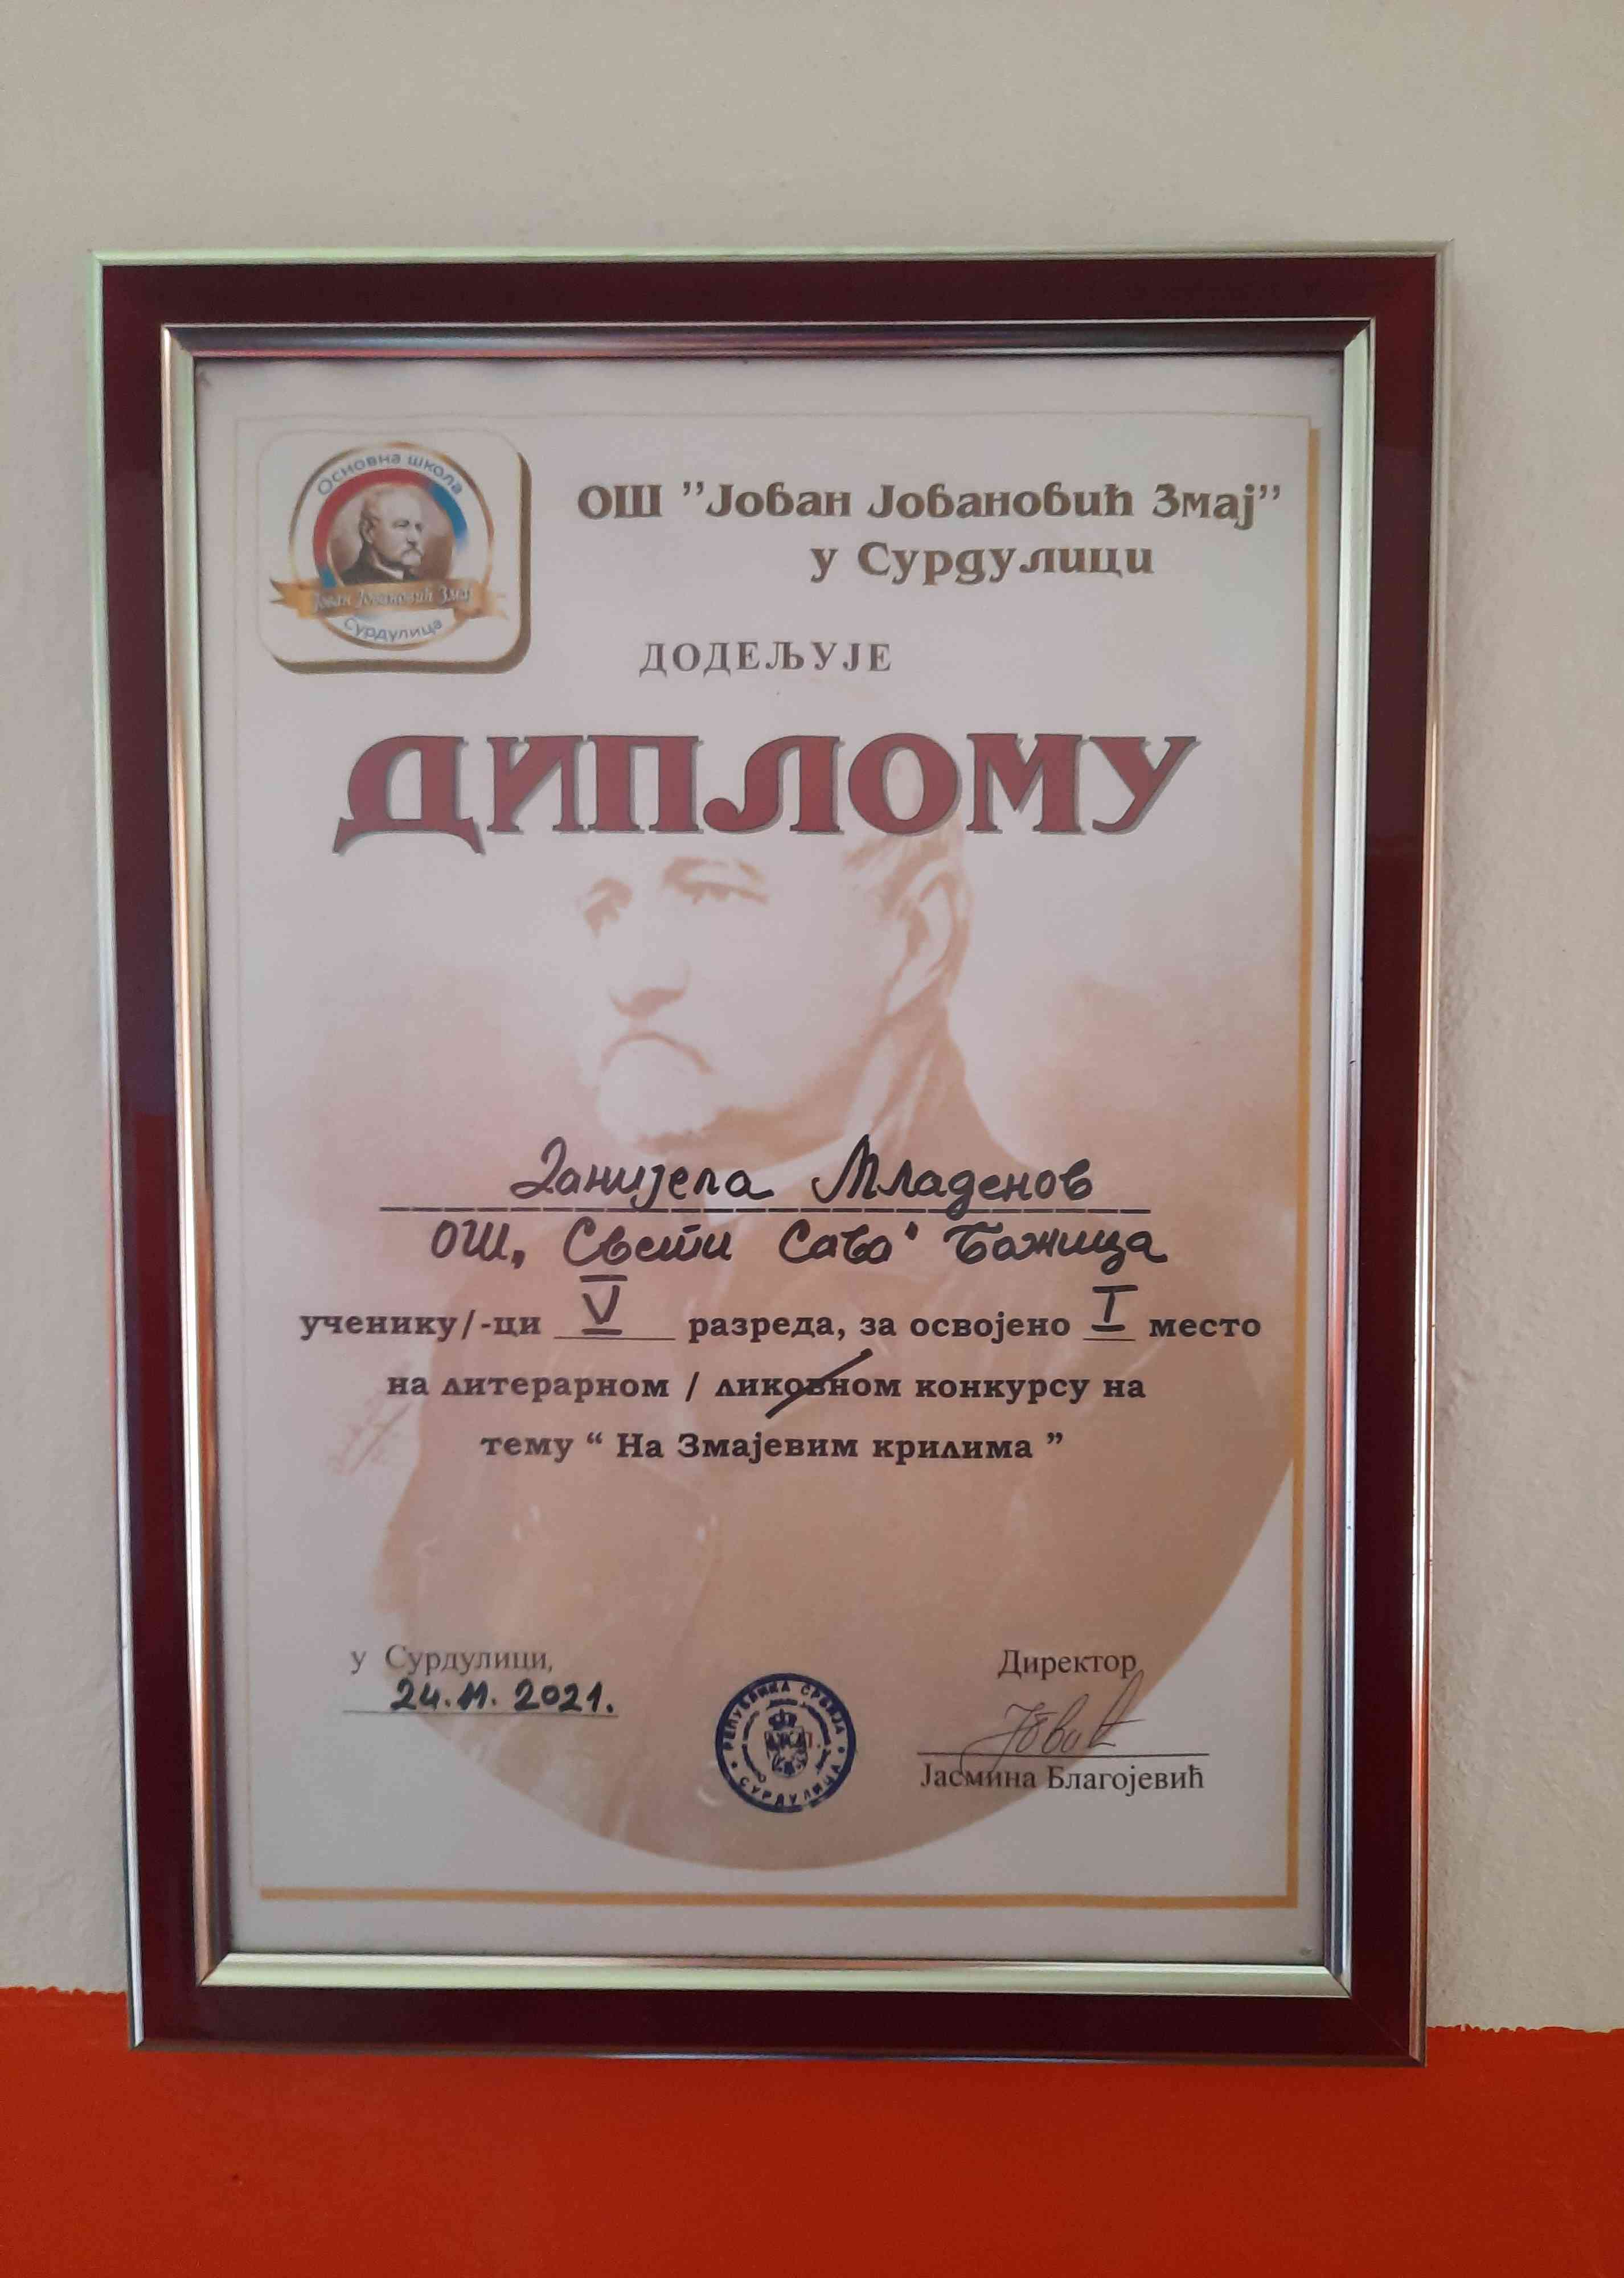 Основна школа
Јован Јовановић Змај
Сурдулица
ОШ "Јован Јовановић Змај"
у Сурдулици
ДОДЕЉУЈЕ
ДИПЛОМУ
Данијела Младенов
ОШ „Свети Сава" Божица
ученику/-ци V разреда, за освојено I место
на литерарном / ликовном конкурсу на
тему “ На Змајевим крилима ”
у Сурдулици,
24.11.2021.
Директор
Јасмина Благојевић
РЕПУБЛИКА СРБИЈА
СУРДУЛИЦА